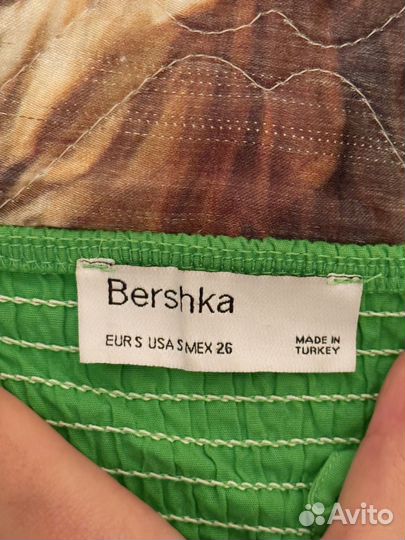 Bershka
EUR S USA S MEX 26
MADE IN
TURKEY
Avito